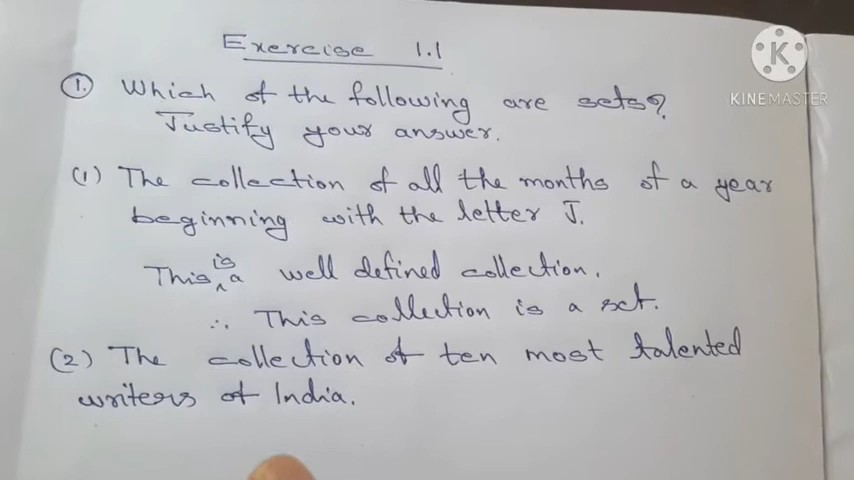 Exercise 1.1
① Which of the following are sets?
Justify your answer.
(1) The collection of all the months of a year
beginning with the letter J.
This is a well defined collection.
∴ This collection is a set.
(2) The collection of ten most talented
writers of India.
K
KINEMASTER